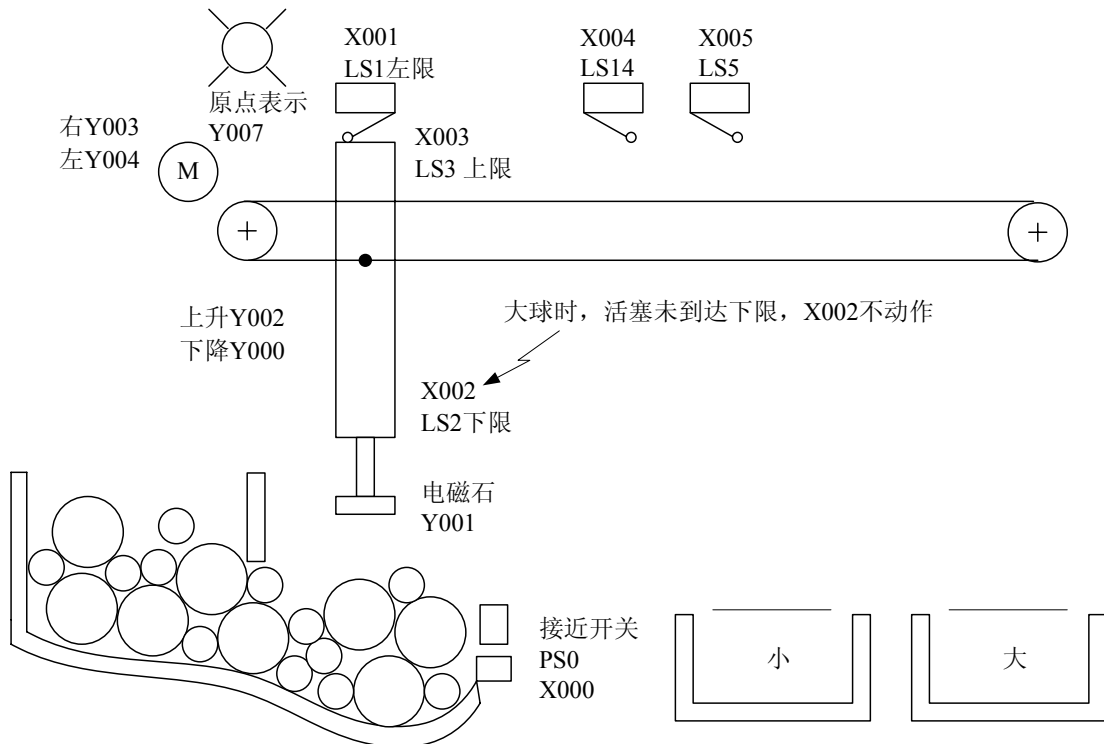 X001
LS1左限
X004
LS14
X005
LS5
原点表示
Y007
右Y003
左Y004
M
X003
LS3 上限
上升Y002
下降Y000
大球时，活塞未到达下限，X002不动作
X002
LS2下限
电磁石
Y001
接近开关
PS0
X000
小
大